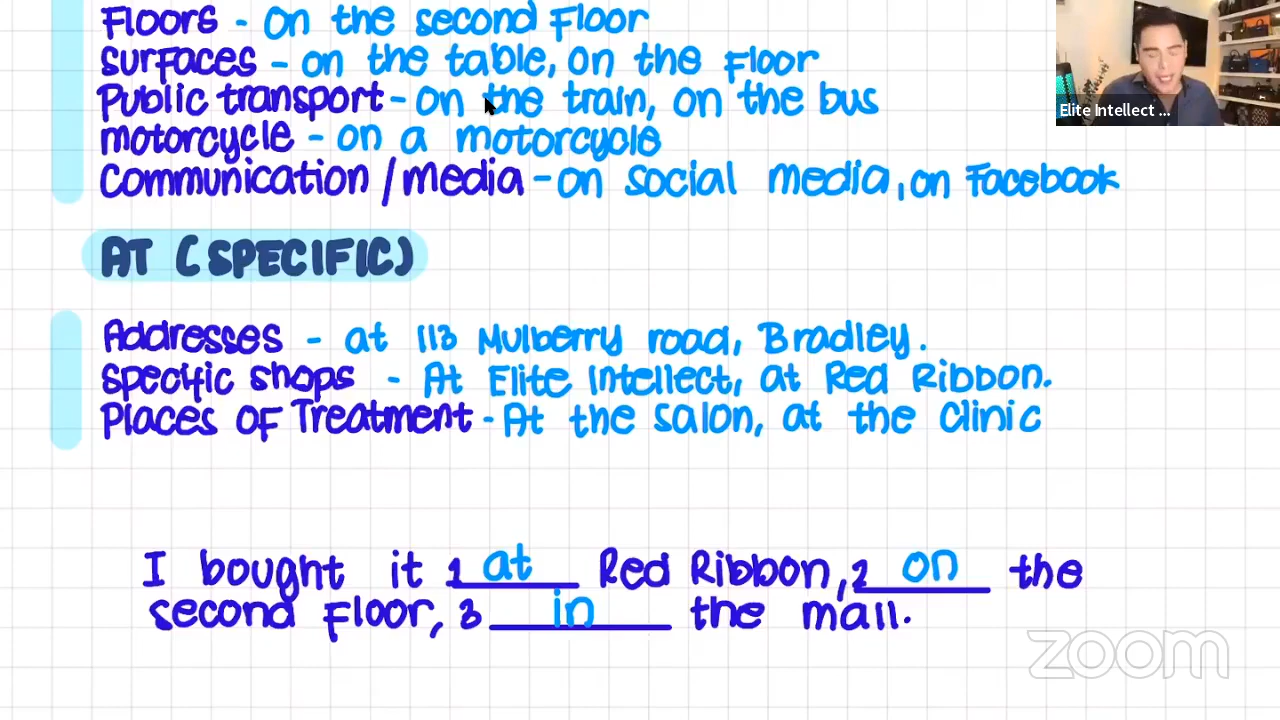 Floors - on the second Floor
Surfaces - on the table, on the Floor
Public transport - on the train, on the bus
motorcycle - on a motorcycle
Communication / media - on social media, on Facebook
Elite Intellect ...
AT (SPECIFIC)
Addresses - at 113 Mulberry road, Bradley.
Specific shops - At Elite Intellect, at Red Ribbon.
Places of Treatment - At the salon, at the clinic
I bought it 1 at Red Ribbon, 2 on the
second Floor, 3 in the mall.
zoom